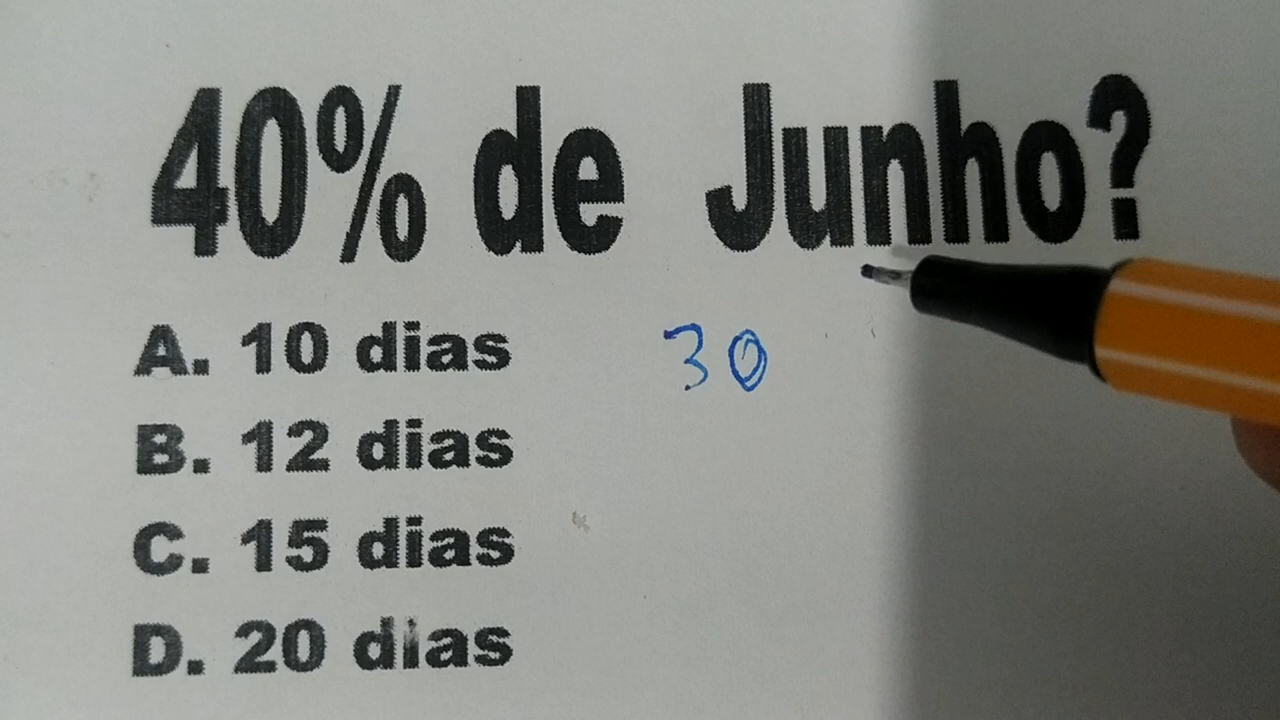 40% de Junho?
A. 10 dias
30
B. 12 dias
C. 15 dias
D. 20 dias